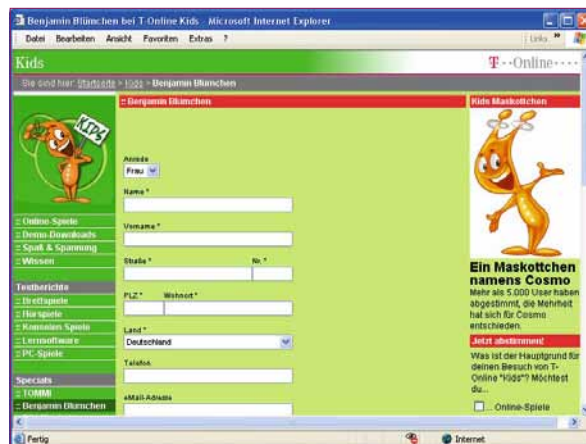 Benjamin Blümchen bei T-Online Kids - Microsoft Internet Explorer
Datei Bearbeiten Ansicht Favoriten Extras ?
Links »
Kids
T··Online····
Sie sind hier: Startseite > Kids > Benjamin Blümchen
KIDS
:: Online-Spiele
:: Demo-Downloads
:: Spaß & Spannung
:: Wissen
Testberichte
:: Brettspiele
:: Hörspiele
:: Konsolen Spiele
:: Lernsoftware
:: PC-Spiele
Specials
:: TOMMI
:: Benjamin Blümchen
:: Benjamin Blümchen
Anrede
Frau
Name *
Vorname *
Straße * Nr. *
PLZ * Wohnort *
Land *
Deutschland
Telefon
eMail-Adresse
Kids Maskottchen
Ein Maskottchen
namens Cosmo
Mehr als 5.000 User haben
abgestimmt, die Mehrheit
hat sich für Cosmo
entschieden.
Jetzt abstimmen!
Was ist der Hauptgrund für
deinen Besuch von T-
Online "Kids"? Möchtest
du...
... Online-Spiele
Fertig
Internet